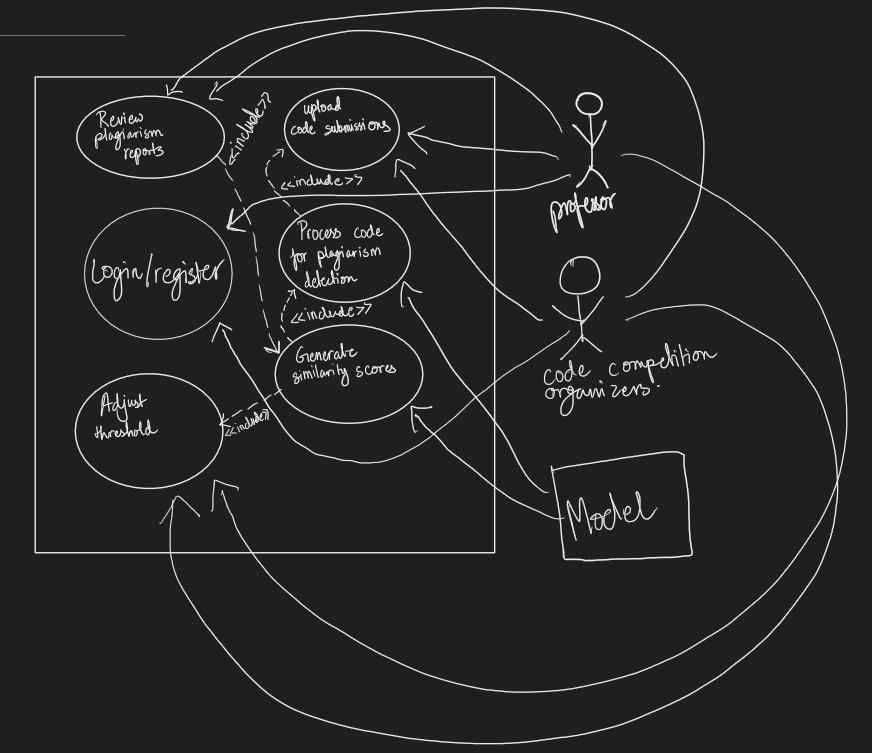 Review
plagiarism
reports
<<include>>
upload
code submissions
<<include>>
professor
Login/register
Process code
for plagiarism
detection
<<include>>
Generate
similarity scores
code competition
organizers.
Adjust
threshold
<<include>>
Model